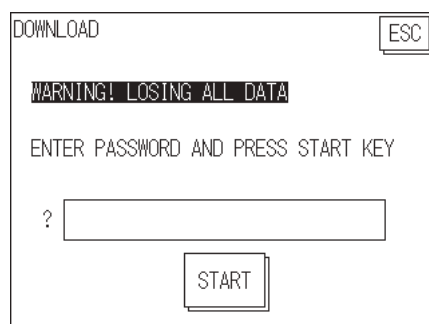 DOWNLOAD
ESC
WARNING! LOSING ALL DATA
ENTER PASSWORD AND PRESS START KEY
?
START